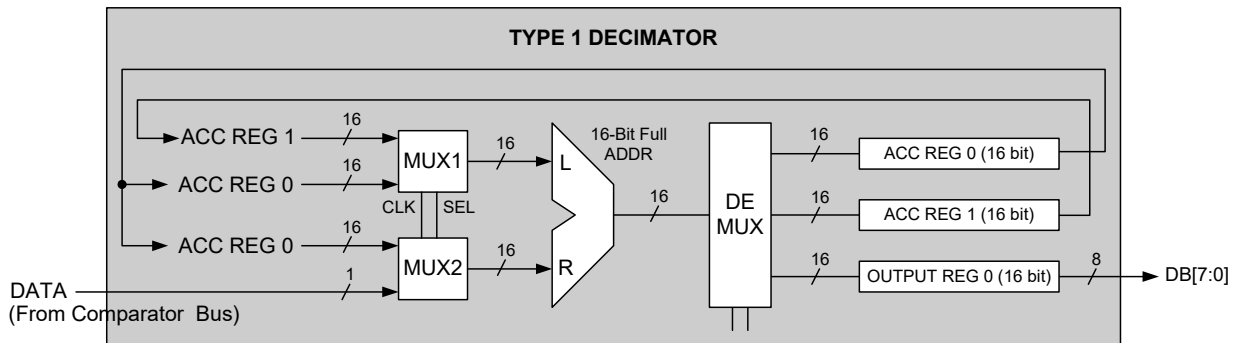 TYPE 1 DECIMATOR
ACC REG 1
16
ACC REG 0
16
ACC REG 0
16
DATA
(From Comparator Bus)
1
MUX1
CLK
SEL
MUX2
16
16
L
R
16-Bit Full
ADDR
16
DE
MUX
16
ACC REG 0 (16 bit)
16
ACC REG 1 (16 bit)
16
OUTPUT REG 0 (16 bit)
8
DB[7:0]